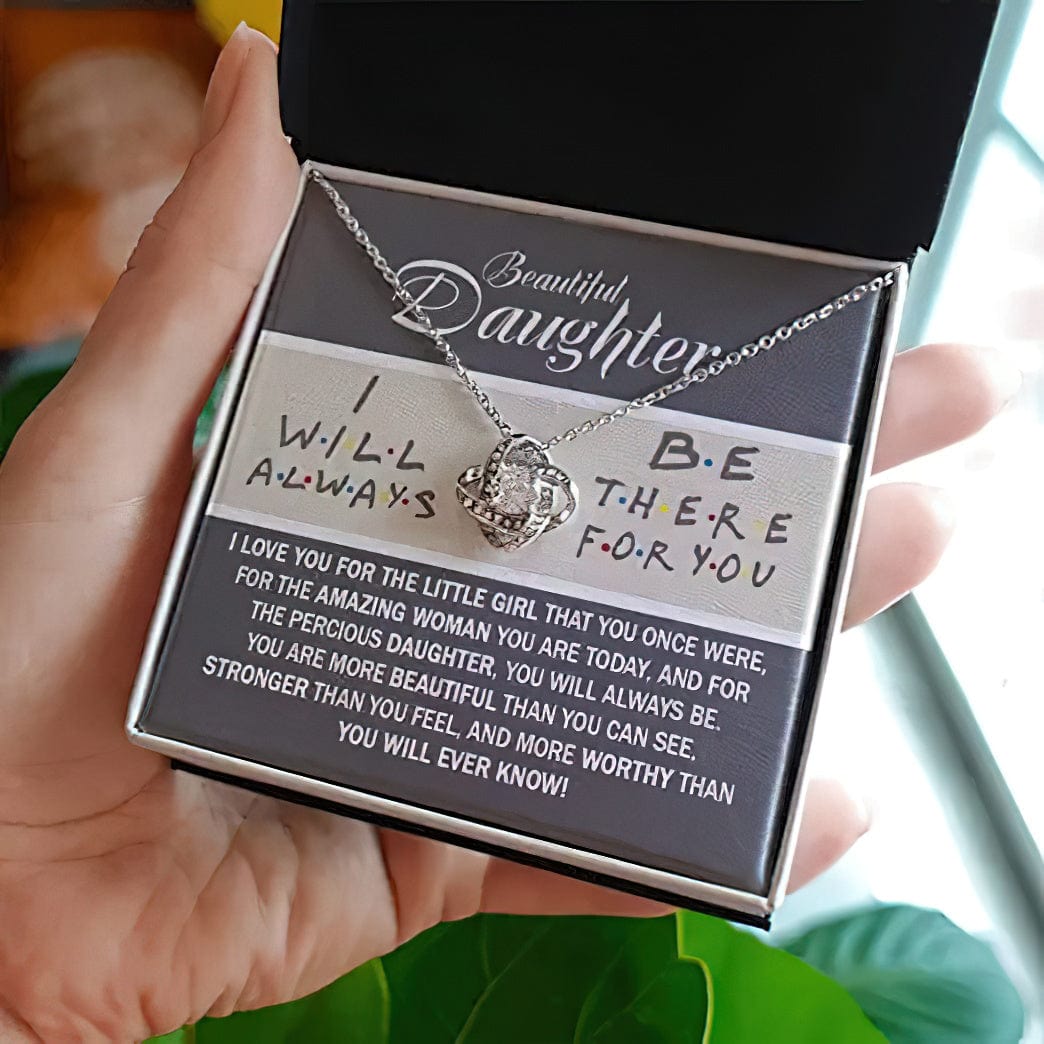 Beautiful
Daughter
I
W·I·L·L
A·L·W·A·Y·S
B·E
T·H·E·R·E
F·O·R Y·O·U
I LOVE YOU FOR THE LITTLE GIRL THAT YOU ONCE WERE,
FOR THE AMAZING WOMAN YOU ARE TODAY, AND FOR
THE PERCIOUS DAUGHTER, YOU WILL ALWAYS BE.
YOU ARE MORE BEAUTIFUL THAN YOU CAN SEE,
STRONGER THAN YOU FEEL, AND MORE WORTHY THAN
YOU WILL EVER KNOW!